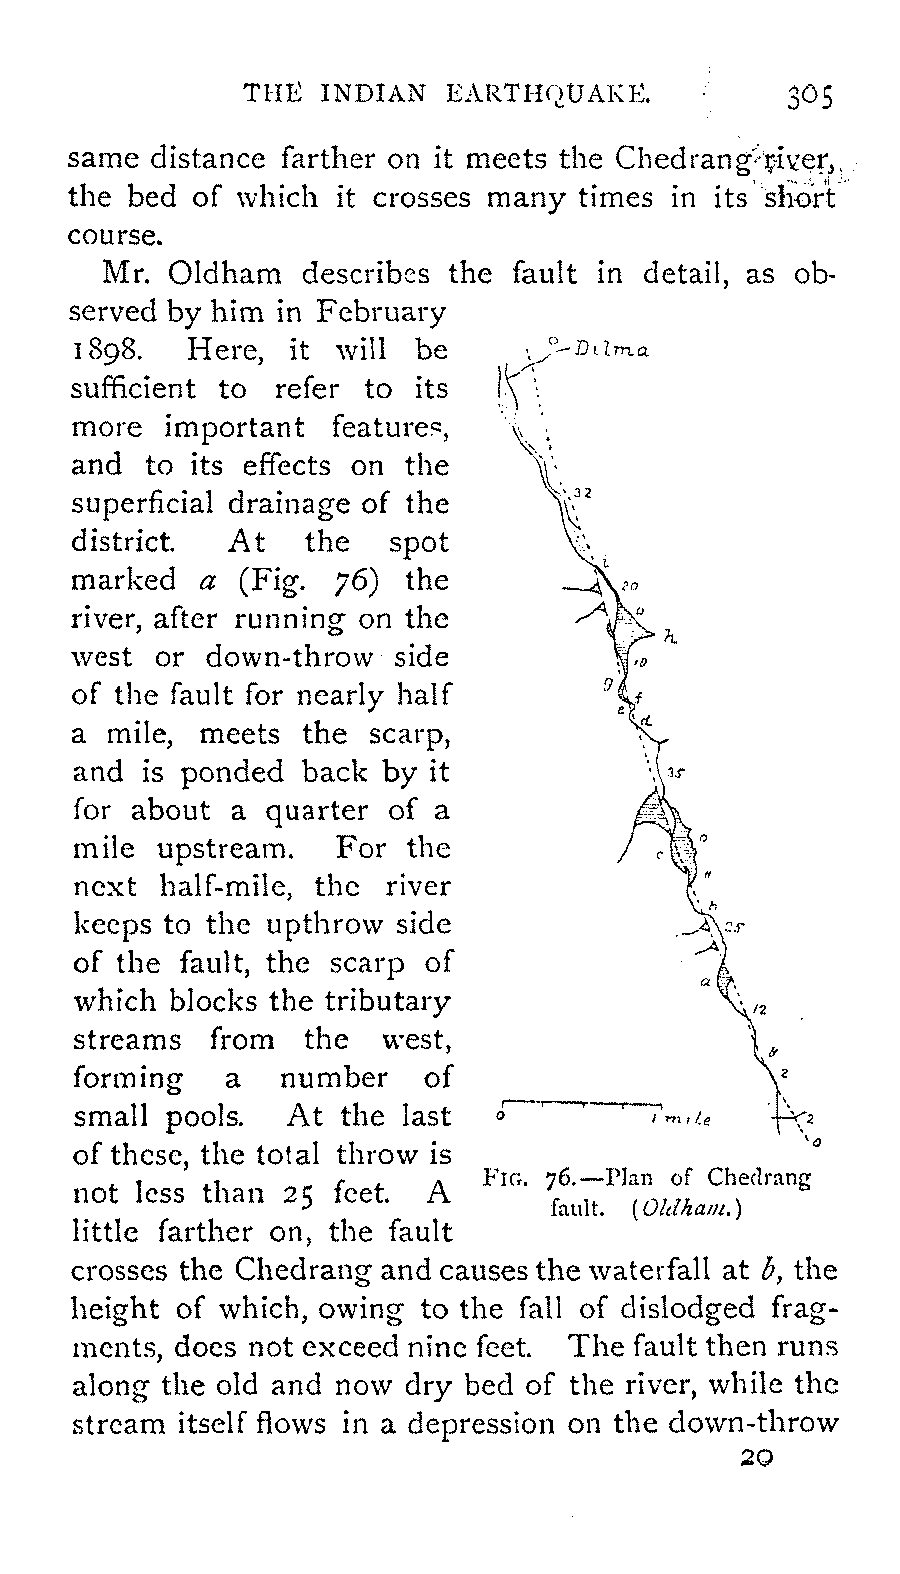 THE INDIAN EARTHQUAKE. 305
same distance farther on it meets the Chedrang river,
the bed of which it crosses many times in its short
course.
Mr. Oldham describes the fault in detail, as ob-
served by him in February
1898. Here, it will be
sufficient to refer to its
more important features,
and to its effects on the
superficial drainage of the
district. At the spot
marked a (Fig. 76) the
river, after running on the
west or down-throw side
of the fault for nearly half
a mile, meets the scarp,
and is ponded back by it
for about a quarter of a
mile upstream. For the
next half-mile, the river
keeps to the upthrow side
of the fault, the scarp of
which blocks the tributary
streams from the west,
forming a number of
small pools. At the last
of these, the total throw is
not less than 25 feet. A
little farther on, the fault
crosses the Chedrang and causes the waterfall at b, the
height of which, owing to the fall of dislodged frag-
ments, does not exceed nine feet. The fault then runs
along the old and now dry bed of the river, while the
stream itself flows in a depression on the down-throw
20
Dilma
32
i
20
0
h
10
g
f
e
d
35
0
c
b
25
a
12
8
2
2
0
0 1 mile
FIG. 76.—Plan of Chedrang
fault. (Oldham.)